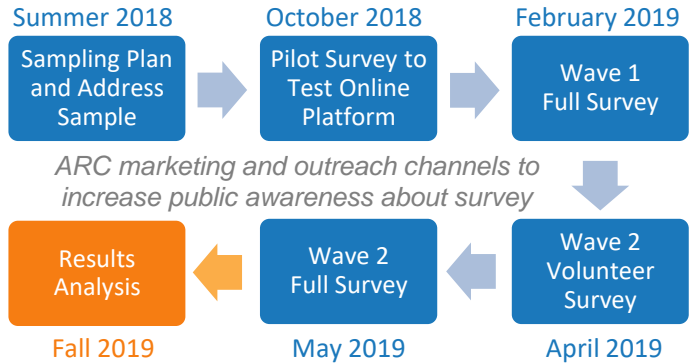 Summer 2018
October 2018
February 2019
Sampling Plan
and Address
Sample
Pilot Survey to
Test Online
Platform
Wave 1
Full Survey
ARC marketing and outreach channels to
increase public awareness about survey
Results
Analysis
Wave 2
Full Survey
Wave 2
Volunteer
Survey
Fall 2019
May 2019
April 2019